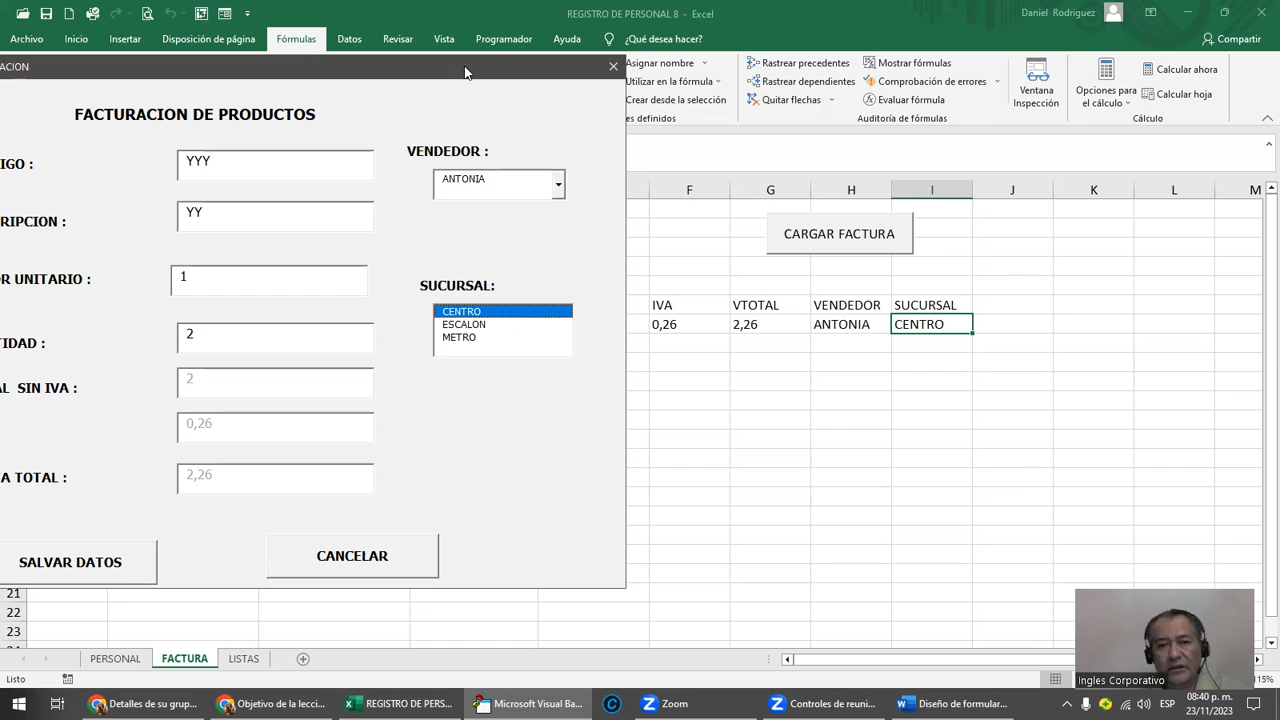 REGISTRO DE PERSONAL 8 - Excel
Daniel Rodriguez
Archivo Inicio Insertar Disposición de página Fórmulas Datos Revisar Vista Programador Ayuda ¿Qué desea hacer? Compartir
ACION
Asignar nombre
Utilizar en la fórmula
Crear desde la selección
es definidos
Rastrear precedentes
Rastrear dependientes
Quitar flechas
Mostrar fórmulas
Comprobación de errores
Evaluar fórmula
Auditoría de fórmulas
Ventana
Inspección
Opciones para
el cálculo
Calcular ahora
Calcular hoja
Cálculo
FACTURACION DE PRODUCTOS
IGO : YYY
RIPCION : YY
R UNITARIO : 1
TIDAD : 2
AL SIN IVA : 2
0,26
A TOTAL : 2,26
VENDEDOR :
ANTONIA
SUCURSAL:
CENTRO
ESCALON
METRO
SALVAR DATOS
CANCELAR
F G H I J K L M
CARGAR FACTURA
IVA VTOTAL VENDEDOR SUCURSAL
0,26 2,26 ANTONIA CENTRO
21
22
23
PERSONAL FACTURA LISTAS
Listo
115%
Ingles Corporativo
Detalles de su grup...
Objetivo de la lecci...
REGISTRO DE PERS...
Microsoft Visual Ba...
Zoom
Controles de reuni...
Diseño de formular...
ESP
08:40 p. m.
23/11/2023